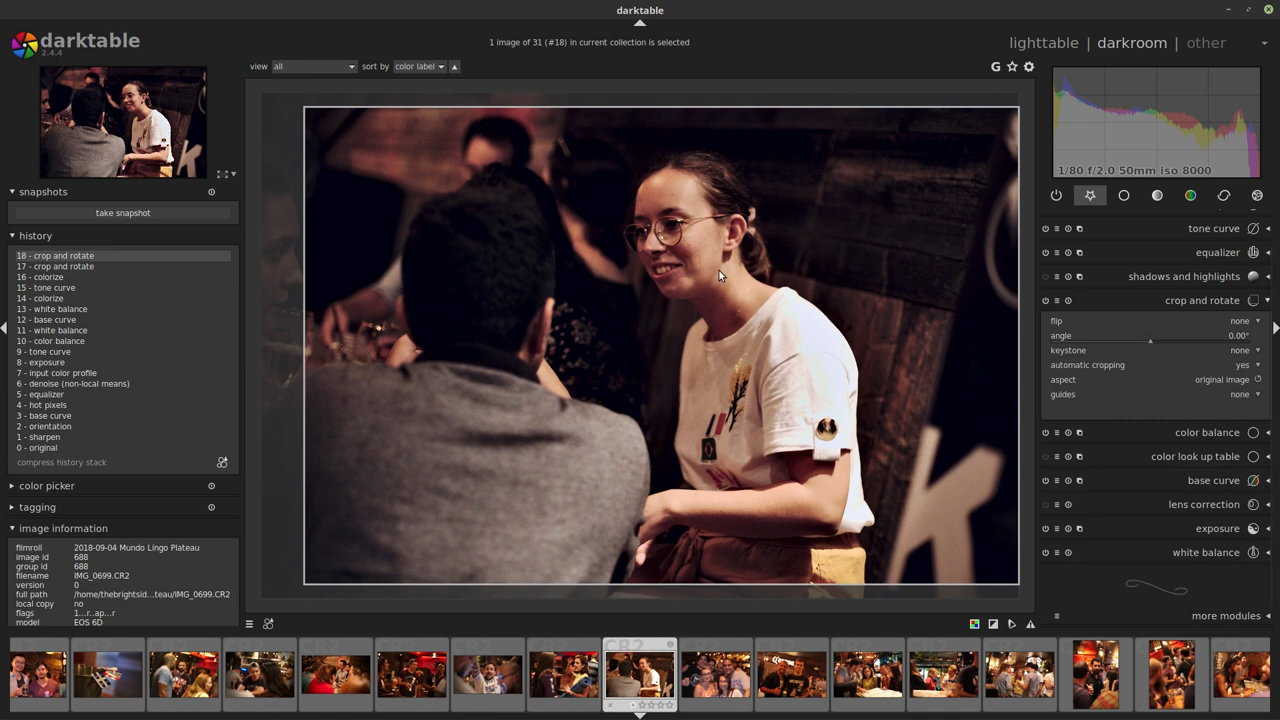 darktable
darktable
2.4.4
1 image of 31 (#18) in current collection is selected
lighttable | darkroom | other
view all sort by color label
G
1/80 f/2.0 50mm iso 8000
snapshots
take snapshot
history
18 - crop and rotate
17 - crop and rotate
16 - colorize
15 - tone curve
14 - colorize
13 - white balance
12 - base curve
11 - white balance
10 - color balance
9 - tone curve
8 - exposure
7 - input color profile
6 - denoise (non-local means)
5 - equalizer
4 - hot pixels
3 - base curve
2 - orientation
1 - sharpen
0 - original
compress history stack
color picker
tagging
image information
filmroll 2018-09-04 Mundo Lingo Plateau
image id 688
group id 688
filename IMG_0699.CR2
version 0
full path /home/thebrightsid...teau/IMG_0699.CR2
local copy no
flags 1...r..ap...r
model EOS 6D
K
tone curve
equalizer
shadows and highlights
crop and rotate
flip none
angle 0.00°
keystone none
automatic cropping yes
aspect original image
guides none
color balance
color look up table
base curve
lens correction
exposure
white balance
more modules
CR2